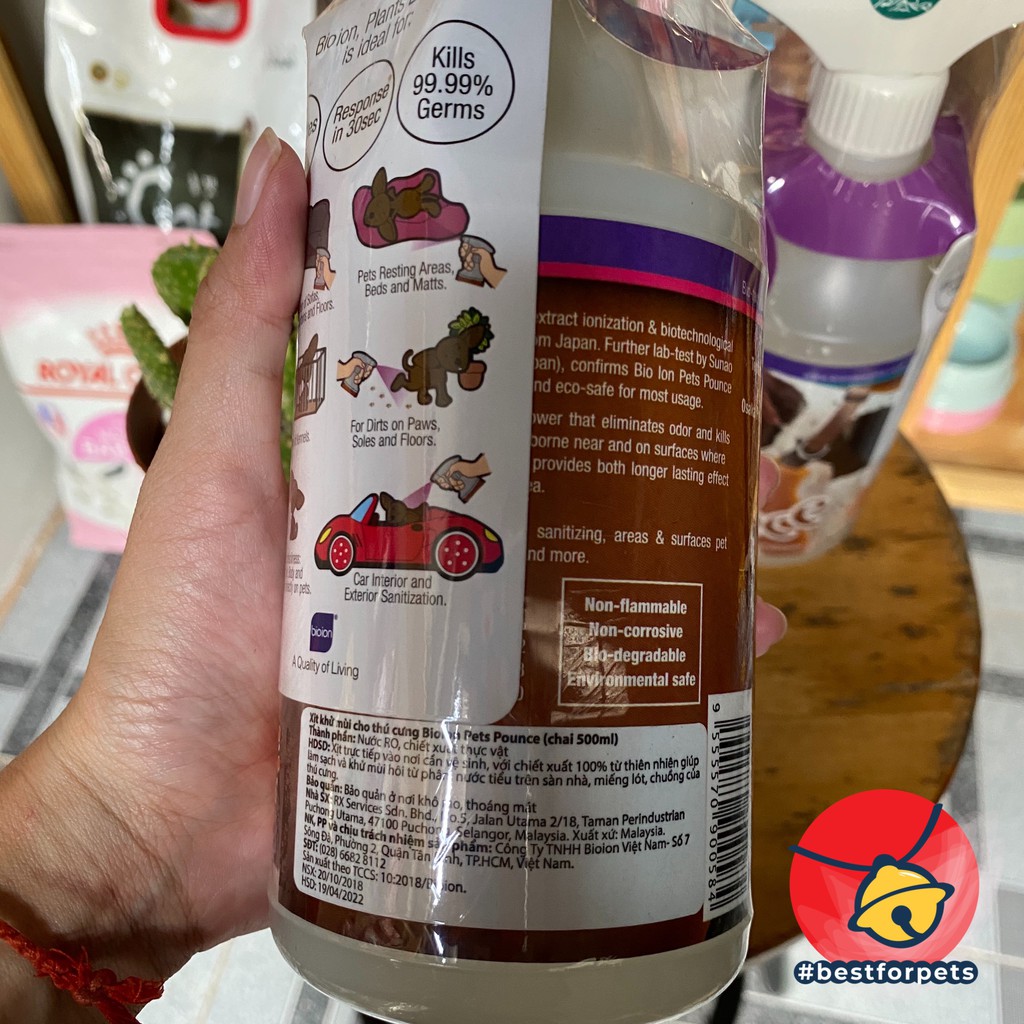 Bio ion, Plants
is ideal for:
Response
in 30sec
Kills
99.99%
Germs
Pets Resting Areas,
Beds and Matts.
and Floors.
For Dirts on Paws,
Soles and Floors.
Car Interior and
Exterior Sanitization.
on pets.
bioion
A Quality of Living
ROYAL
extract ionization & biotechnological
Japan. Further lab-test by Sunao
confirms Bio Ion Pets Pounce
and eco-safe for most usage.
that eliminates odor and kills
near and on surfaces where
provides both longer lasting effect
sanitizing, areas & surfaces pet
and more.
Non-flammable
Non-corrosive
Bio-degradable
Environmental safe
Xịt khử mùi cho thú cưng Bioion Pets Pounce (chai 500ml)
Thành phần: Nước RO, chiết xuất thực vật
HDSD: Xịt trực tiếp vào nơi cần vệ sinh, với chiết xuất 100% từ thiên nhiên giúp
làm sạch và khử mùi hôi từ phân, nước tiểu trên sàn nhà, miếng lót, chuồng của
thú cưng.
Bảo quản: Bảo quản ở nơi khô ráo, thoáng mát
Nhà SX: RX Services Sdn. Bhd., No.5, Jalan Utama 2/18, Taman Perindustrian
Puchong Utama, 47100 Puchong, Selangor, Malaysia. Xuất xứ: Malaysia.
NK, PP và chịu trách nhiệm sản phẩm: Công Ty TNHH Bioion Việt Nam- Số 7
Sông Đà, Phường 2, Quận Tân Bình, TP.HCM, Việt Nam.
SĐT: (028) 6682 8112
Sản xuất theo TCCS: 10:2018/Bioion.
NSX: 20/10/2018
HSD: 19/04/2022
9 555570 900584
#bestforpets